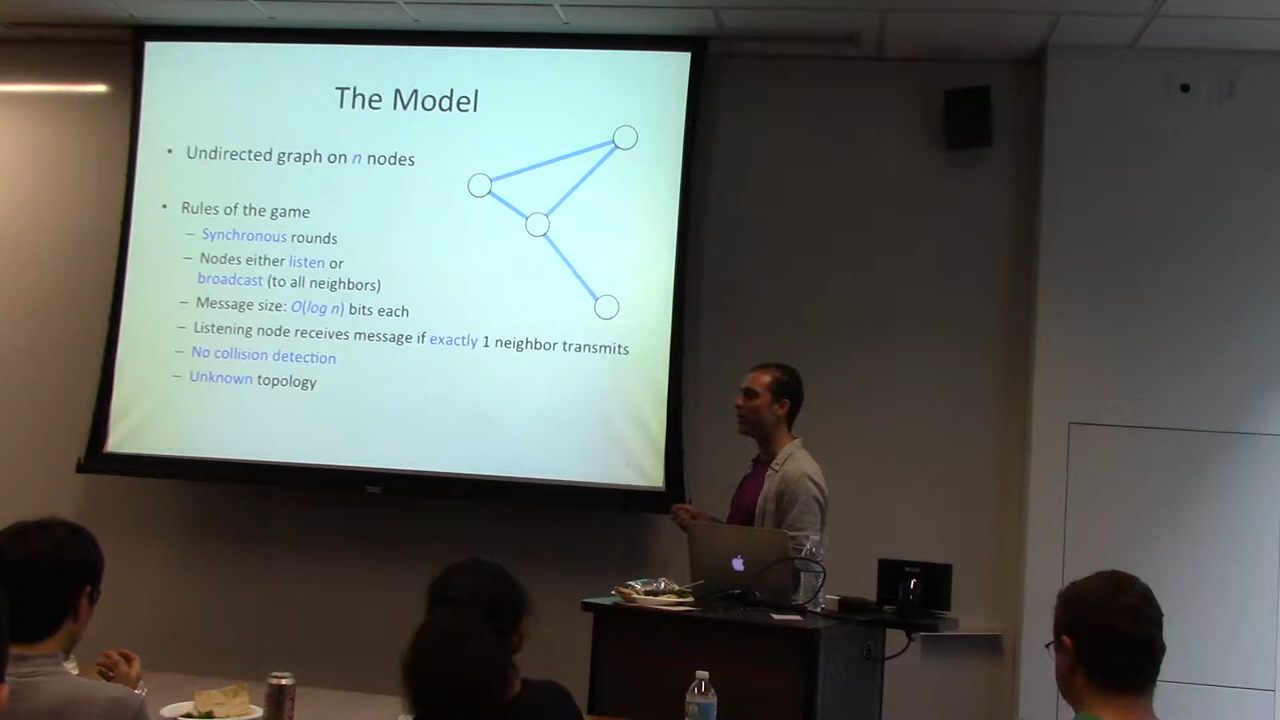 The Model
• Undirected graph on n nodes
• Rules of the game
– Synchronous rounds
– Nodes either listen or
broadcast (to all neighbors)
– Message size: O(log n) bits each
– Listening node receives message if exactly 1 neighbor transmits
– No collision detection
– Unknown topology